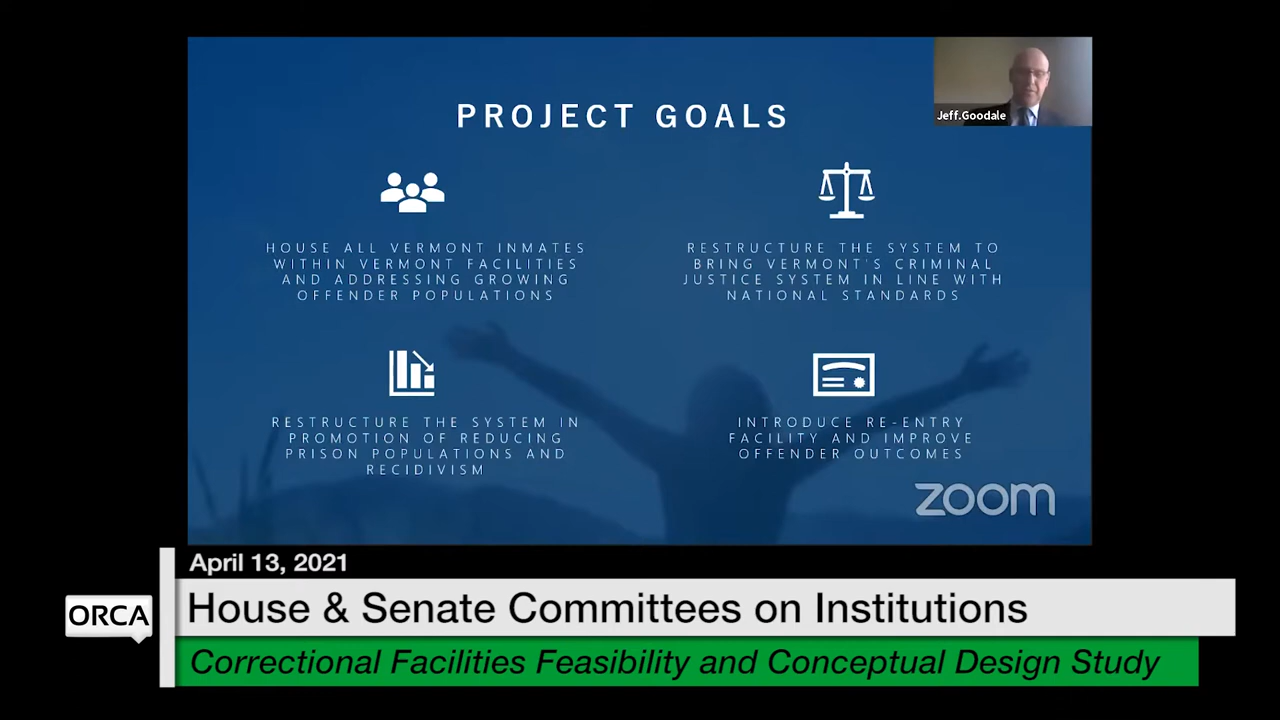 PROJECT GOALS
Jeff.Goodale
HOUSE ALL VERMONT INMATES
WITHIN VERMONT FACILITIES
AND ADDRESSING GROWING
OFFENDER POPULATIONS
RESTRUCTURE THE SYSTEM TO
BRING VERMONT'S CRIMINAL
JUSTICE SYSTEM IN LINE WITH
NATIONAL STANDARDS
RESTRUCTURE THE SYSTEM IN
PROMOTION OF REDUCING
PRISON POPULATIONS AND
RECIDIVISM
INTRODUCE RE-ENTRY
FACILITY AND IMPROVE
OFFENDER OUTCOMES
zoom
April 13, 2021
ORCA
House & Senate Committees on Institutions
Correctional Facilities Feasibility and Conceptual Design Study